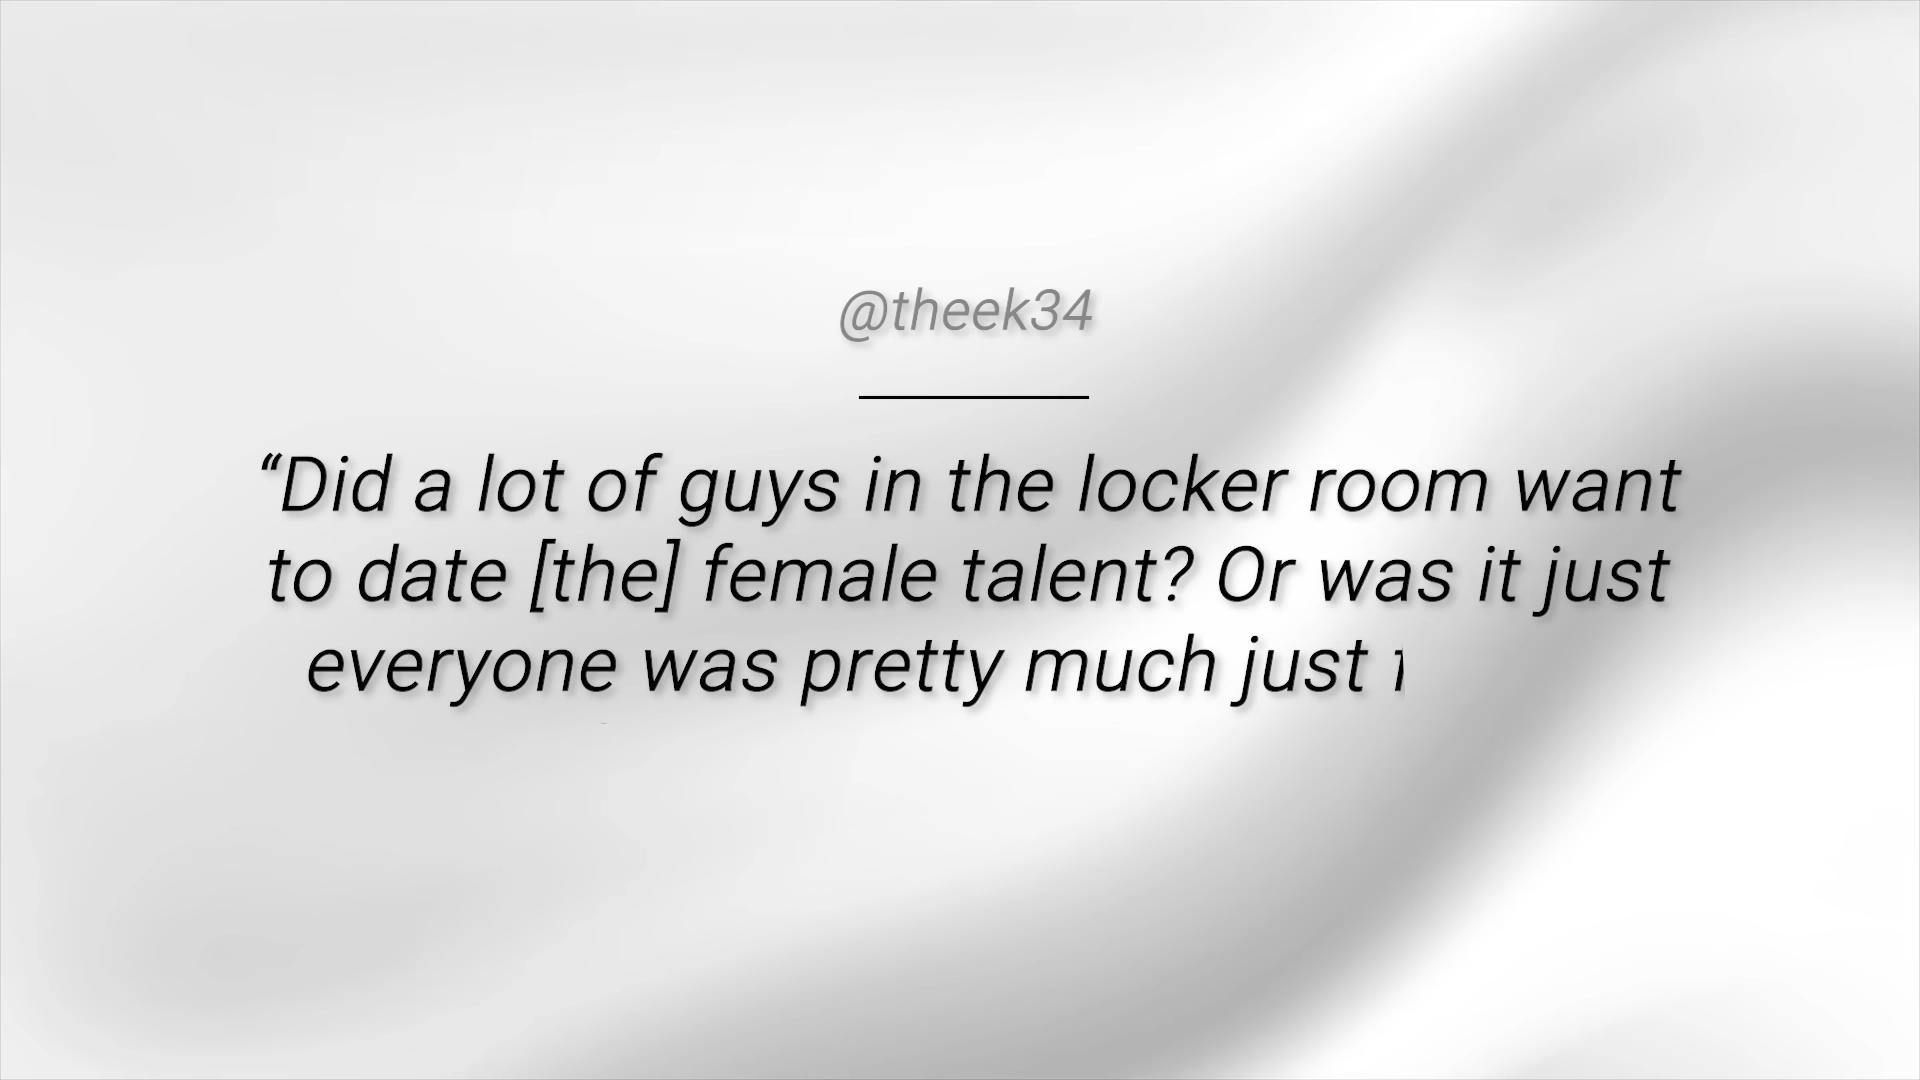 @theek34
“Did a lot of guys in the locker room want
to date [the] female talent? Or was it just
everyone was pretty much just